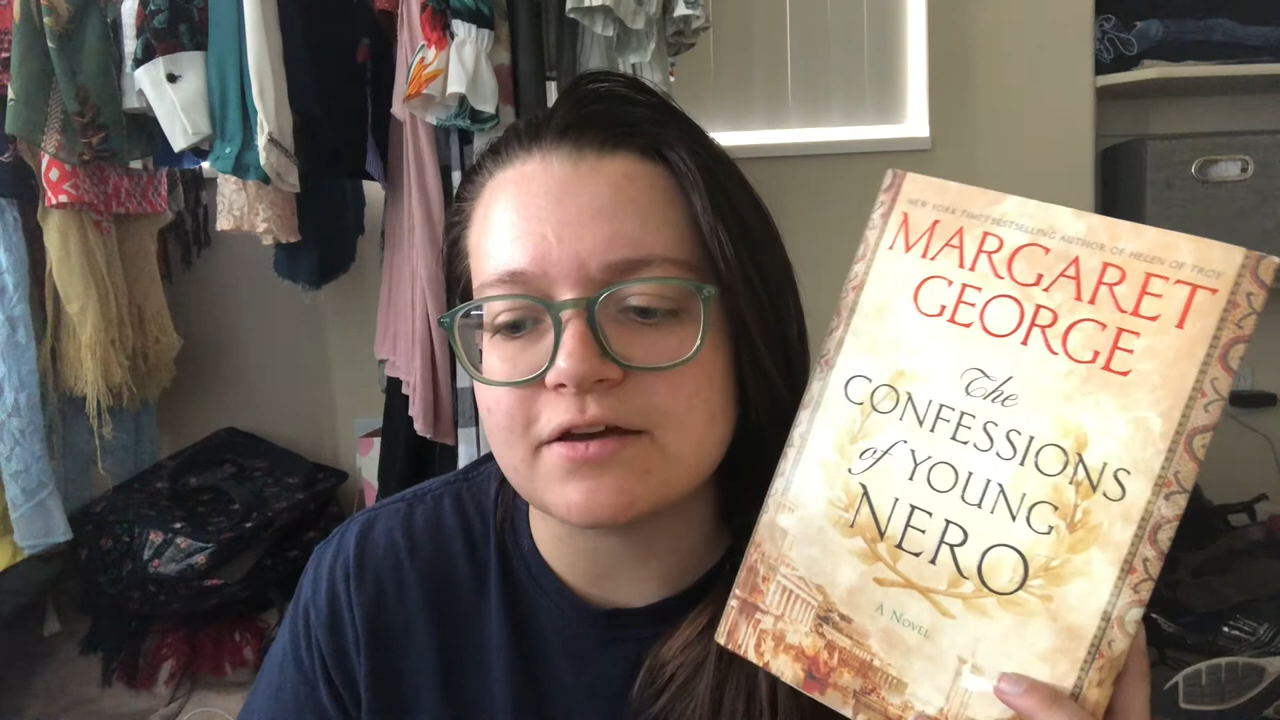 NEW YORK TIMES BESTSELLING AUTHOR OF HELEN OF TROY
MARGARET
GEORGE
The
CONFESSIONS
of YOUNG
NERO
A NOVEL